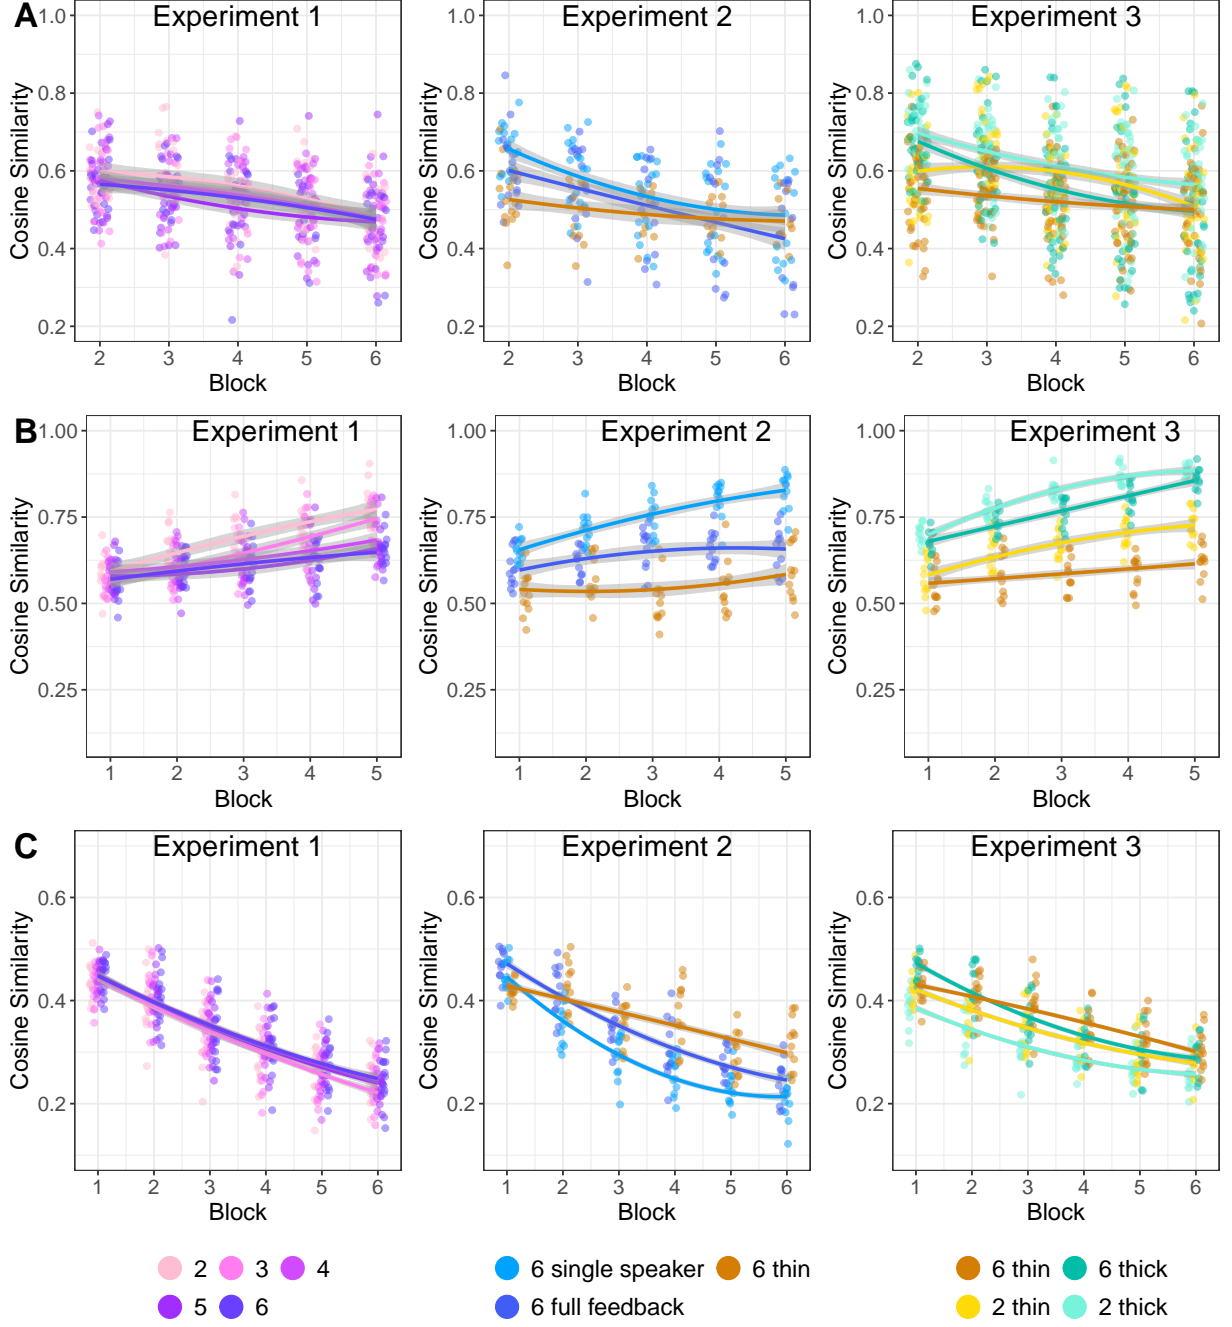 A Experiment 1 Experiment 2 Experiment 3
1.0 1.0 1.0
0.8 0.8 0.8
0.6 0.6 0.6
0.4 0.4 0.4
0.2 0.2 0.2
Cosine Similarity Cosine Similarity Cosine Similarity
2 3 4 5 6 2 3 4 5 6 2 3 4 5 6
Block Block Block
B Experiment 1 Experiment 2 Experiment 3
1.00 1.00 1.00
0.75 0.75 0.75
0.50 0.50 0.50
0.25 0.25 0.25
Cosine Similarity Cosine Similarity Cosine Similarity
1 2 3 4 5 1 2 3 4 5 1 2 3 4 5
Block Block Block
C Experiment 1 Experiment 2 Experiment 3
0.6 0.6 0.6
0.4 0.4 0.4
0.2 0.2 0.2
Cosine Similarity Cosine Similarity Cosine Similarity
1 2 3 4 5 6 1 2 3 4 5 6 1 2 3 4 5 6
Block Block Block
2 3 4 6 single speaker 6 thin 6 thin 6 thick
5 6 6 full feedback 2 thin 2 thick